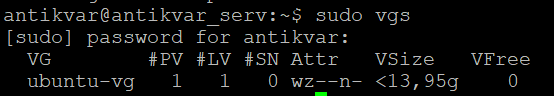 antikvar@antikvar_serv:~$ sudo vgs
[sudo] password for antikvar:
  VG        #PV #LV #SN Attr   VSize   VFree
  ubuntu-vg   1   1   0 wz--n- <13,95g    0